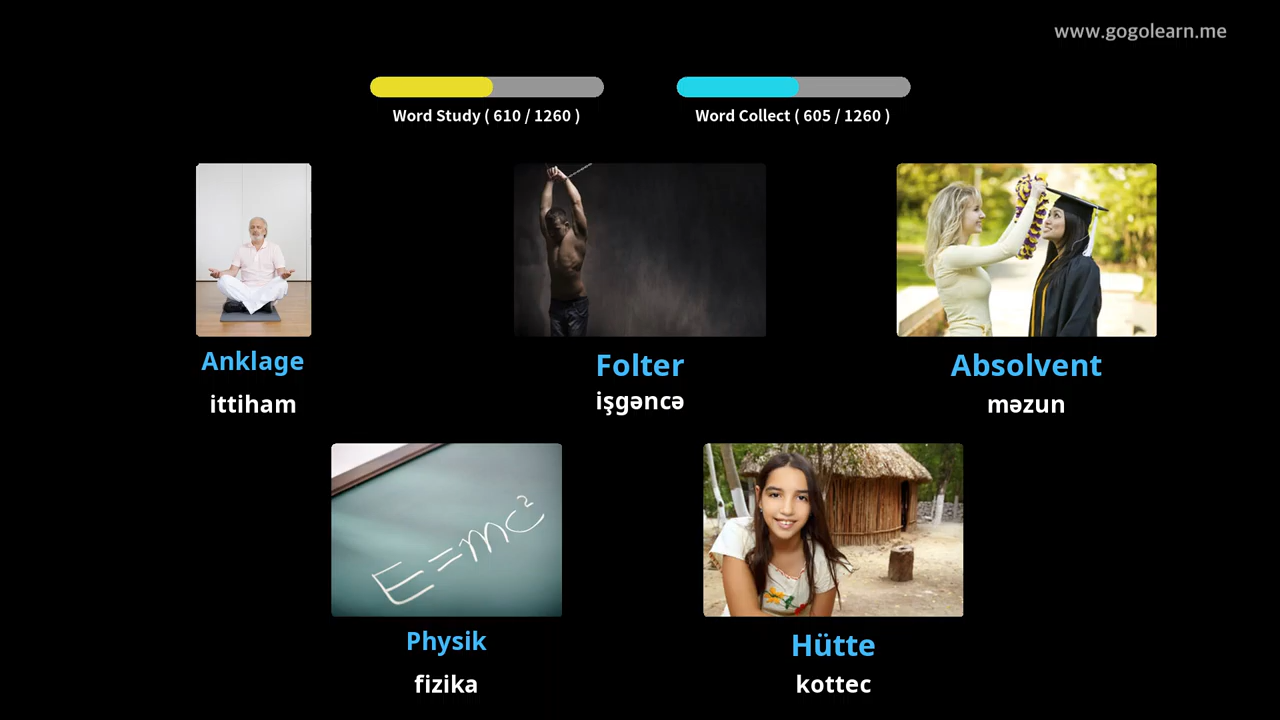 www.gogolearn.me
Word Study ( 610 / 1260 )
Word Collect ( 605 / 1260 )
Anklage
ittiham
Folter
işgəncə
Absolvent
məzun
E=mc²
Physik
fizika
Hütte
kottec